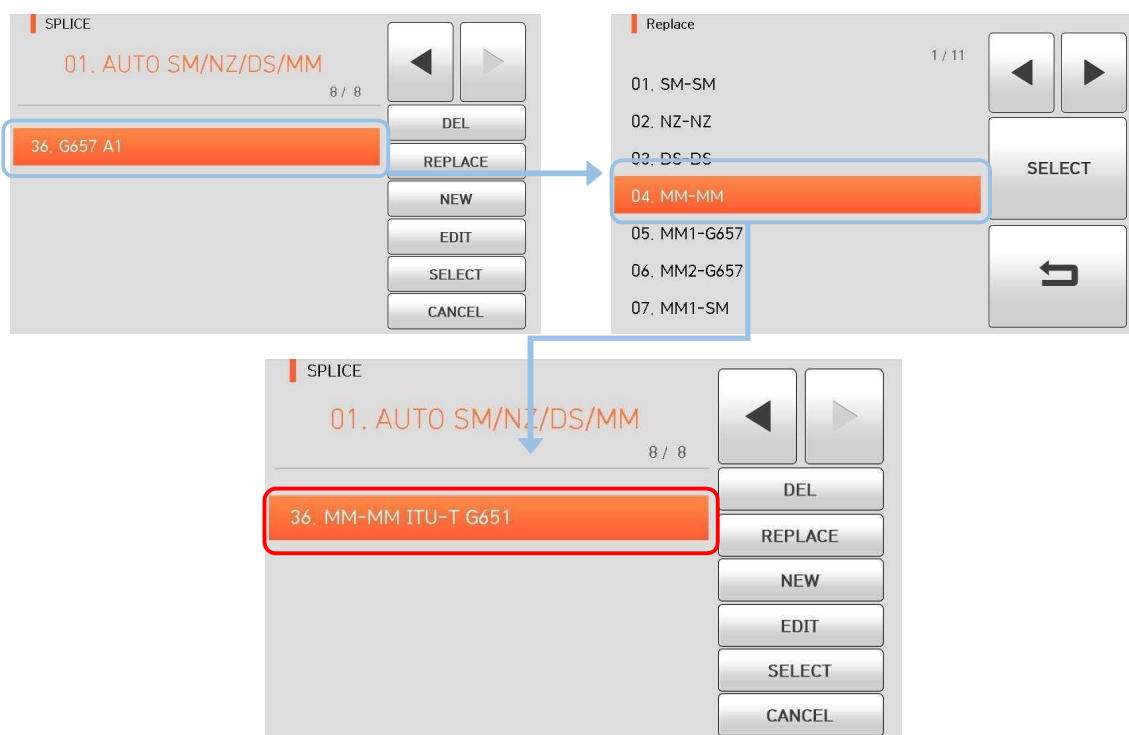 SPLICE
01. AUTO SM/NZ/DS/MM
8 / 8
36. G657 A1
DEL
REPLACE
NEW
EDIT
SELECT
CANCEL
Replace
1 / 11
01. SM-SM
02. NZ-NZ
03. DS-DS
04. MM-MM
05. MM1-G657
06. MM2-G657
07. MM1-SM
SELECT
SPLICE
01. AUTO SM/NZ/DS/MM
8 / 8
36. MM-MM ITU-T G651
DEL
REPLACE
NEW
EDIT
SELECT
CANCEL